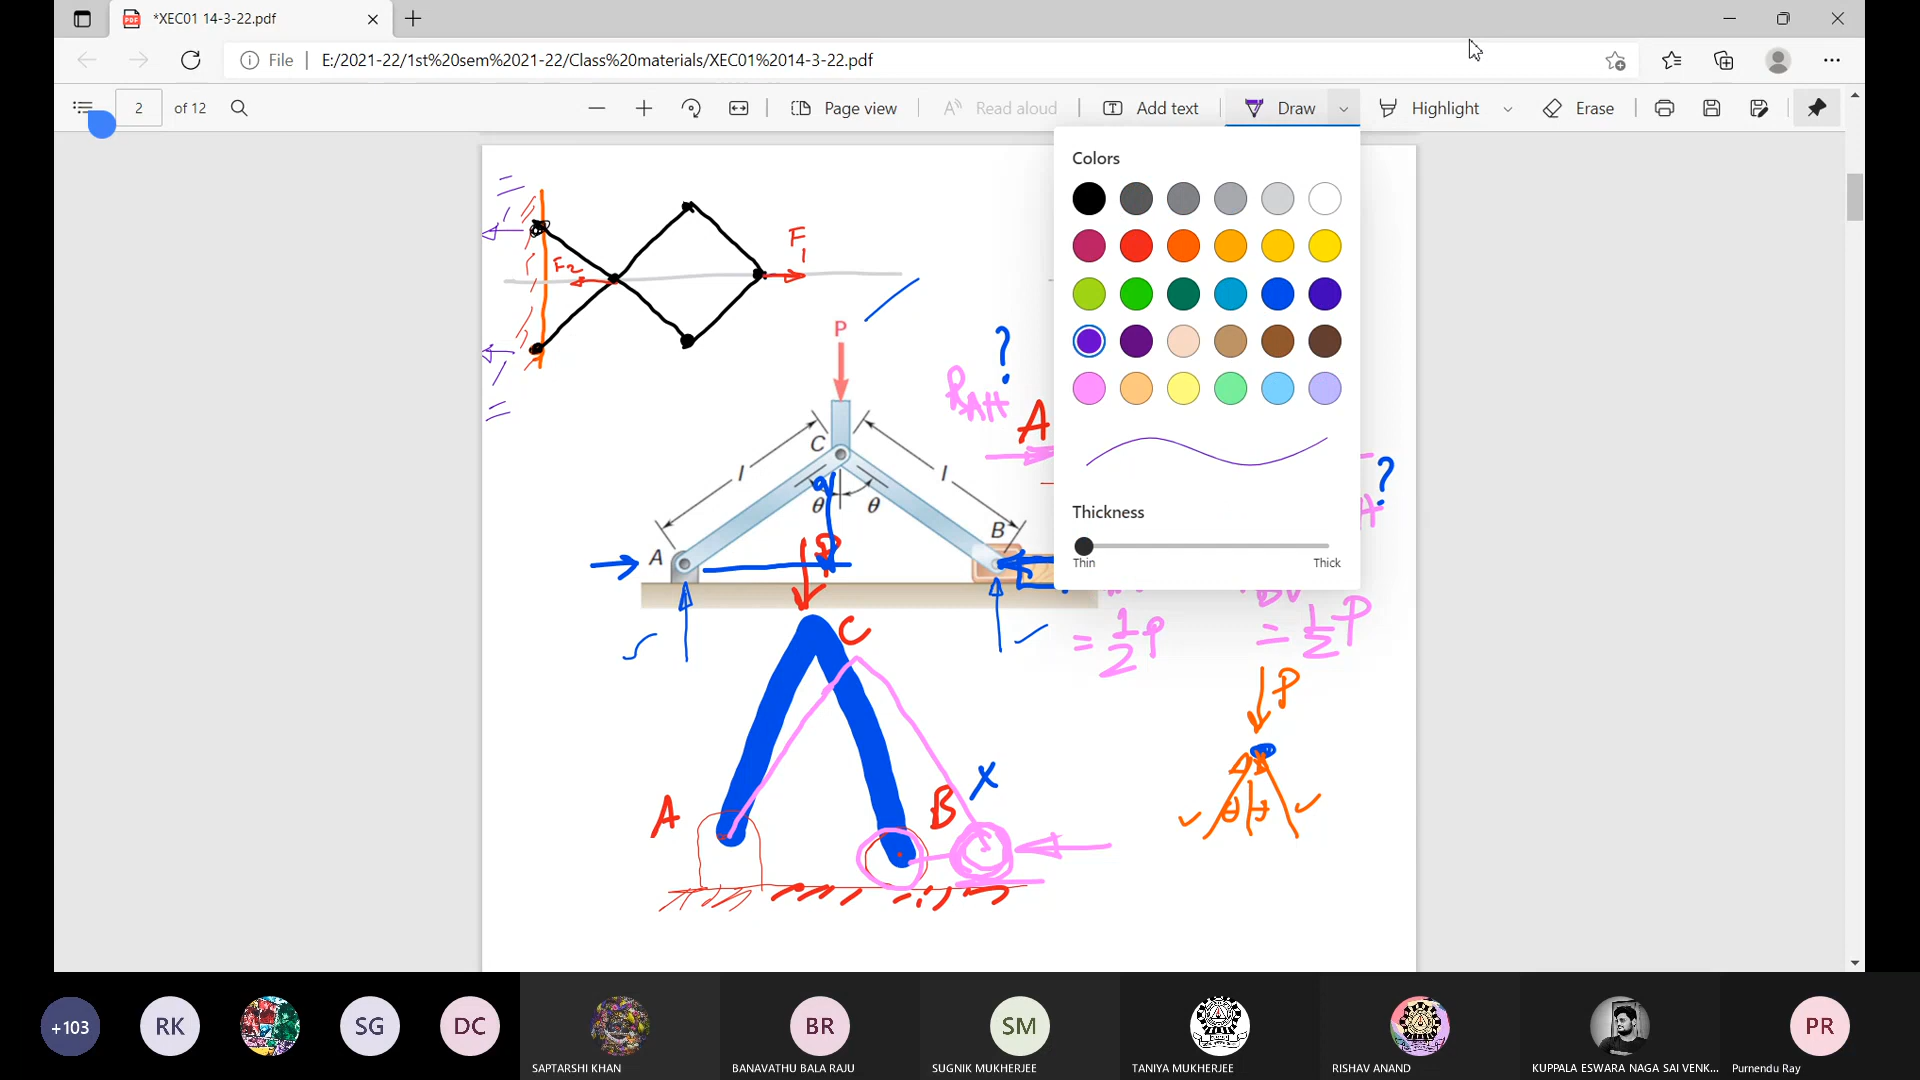 *XEC01 14-3-22.pdf
File
E:/2021-22/1st%20sem%2021-22/Class%20materials/XEC01%2014-3-22.pdf
2 of 12
Page view
Read aloud
Add text
Draw
Highlight
Erase
Colors
Thickness
Thin Thick
F1
F2
P
?
RAH
A
C
l l
θ θ
A
B
P
?
H
BV
= 1/2 P
= 1/2 P
C
P
θ θ
A
B
X
+103
RK
SG
DC
BR
SM
PR
SAPTARSHI KHAN
BANAVATHU BALA RAJU
SUGNIK MUKHERJEE
TANIYA MUKHERJEE
RISHAV ANAND
KUPPALA ESWARA NAGA SAI VENK...
Purnendu Ray